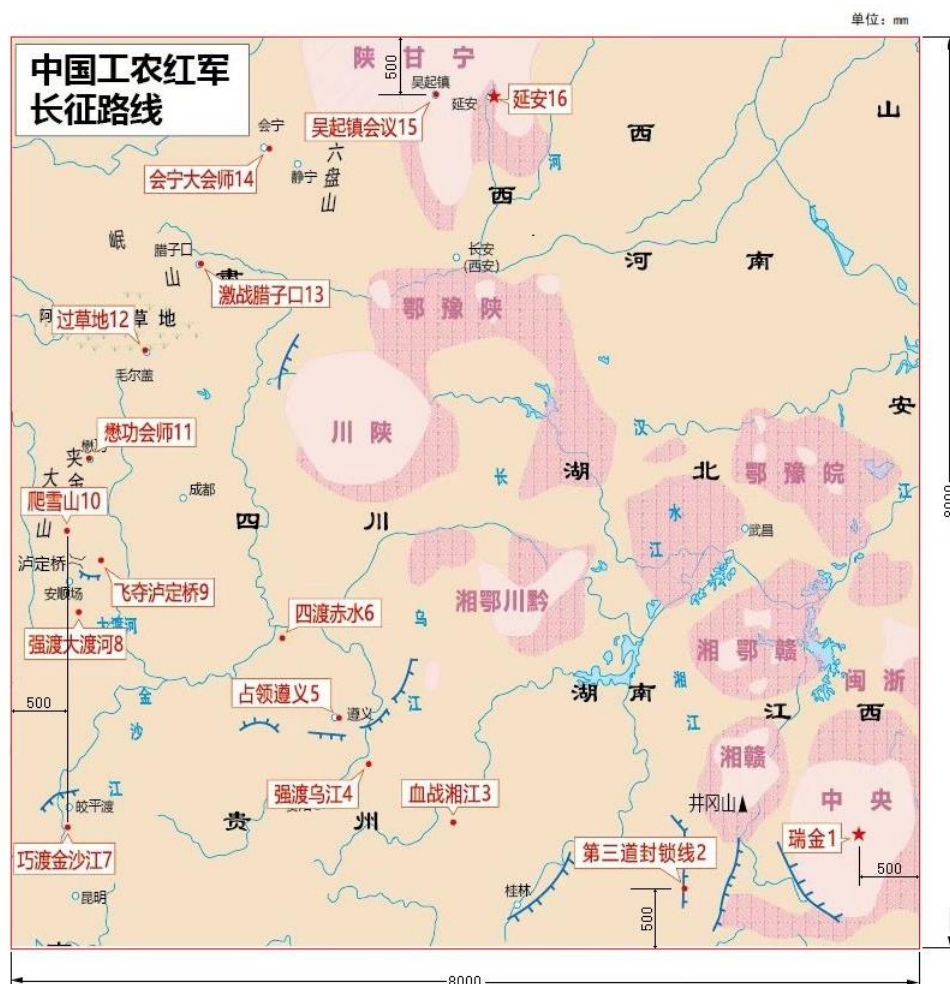 单位：mm
中国工农红军
长征路线
500
陕甘宁
吴起镇
延安
延安16
吴起镇会议15
山
西
会宁
六盘山
河
会宁大会师14
静宁
西
岷
腊子口
长安
(西安)
河南
山
激战腊子口13
鄂豫陕
过草地12
草地
毛尔盖
安
川陕
汉
懋功会师11
夹金
大
长
湖北
鄂豫皖
成都
江
爬雪山10
山
四川
水
武昌
8000
泸定桥
江
安顺场
飞夺泸定桥9
湘鄂川黔
四渡赤水6
乌
大渡河
强渡大渡河8
湘鄂赣
闽浙
湘
湖南
占领遵义5
遵义
江
江
江西
500
金
沙
湘赣
强渡乌江4
血战湘江3
江
皎平渡
井冈山
中央
贵州
瑞金1
巧渡金沙江7
第三道封锁线2
500
昆明
桂林
500
8000